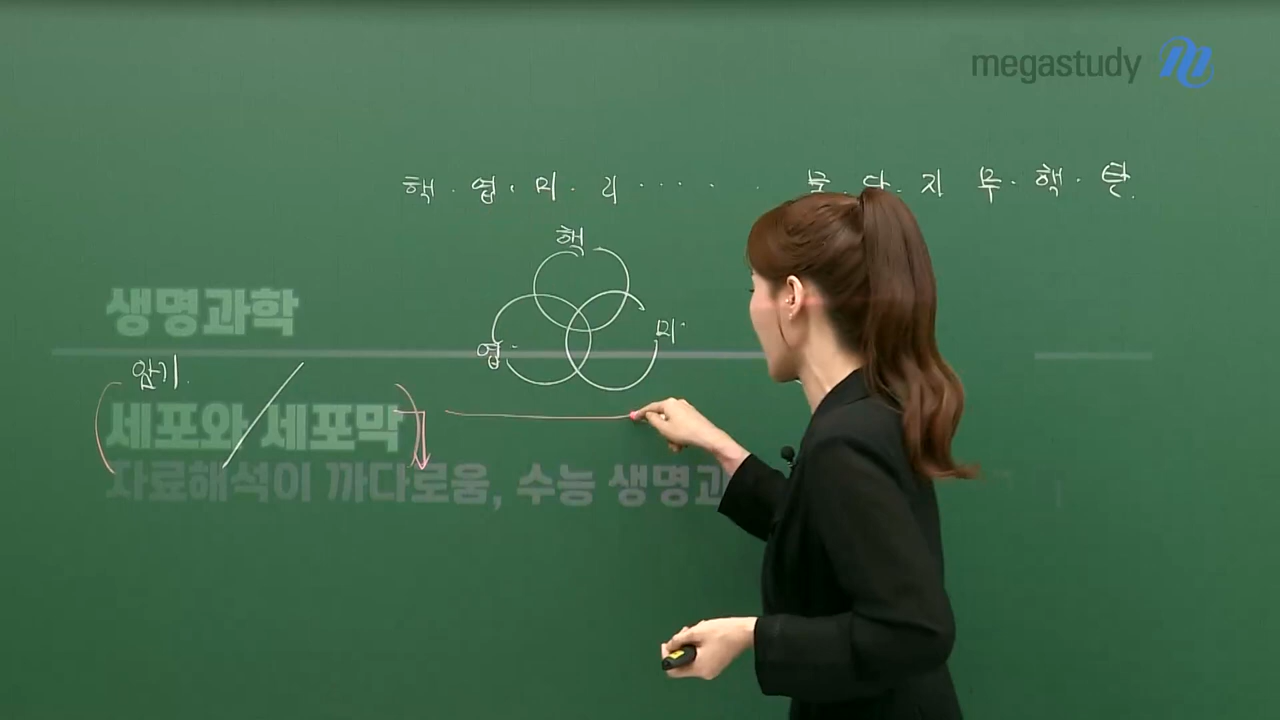 megastudy
핵 · 엽 · 미 · 리 · · · · · 물 · 단 · 지 무 · 핵 · 탄 ·
핵
생명과학
미·
엽·
암기
세포와 세포막
자료해석이 까다로움, 수능 생명과